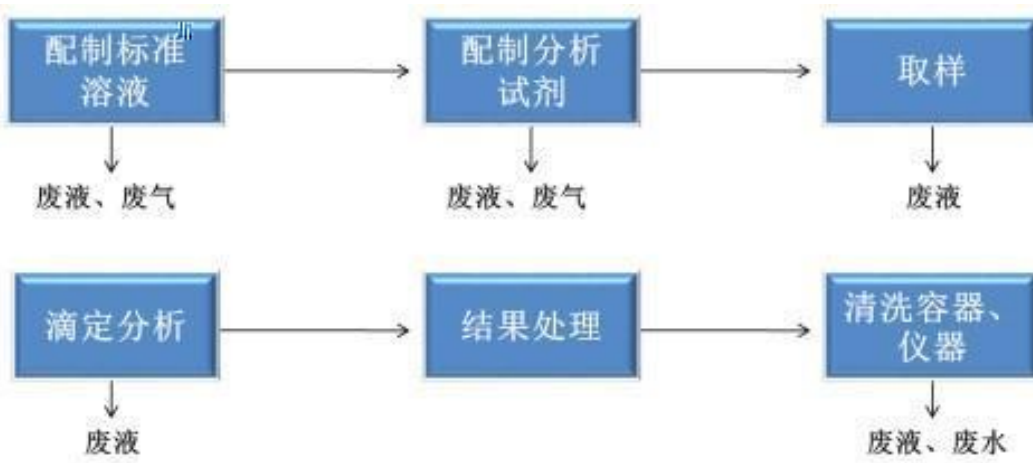 配制标准
溶液
配制分析
试剂
取样
废液、废气
废液、废气
废液
滴定分析
结果处理
清洗容器、
仪器
废液
废液、废水